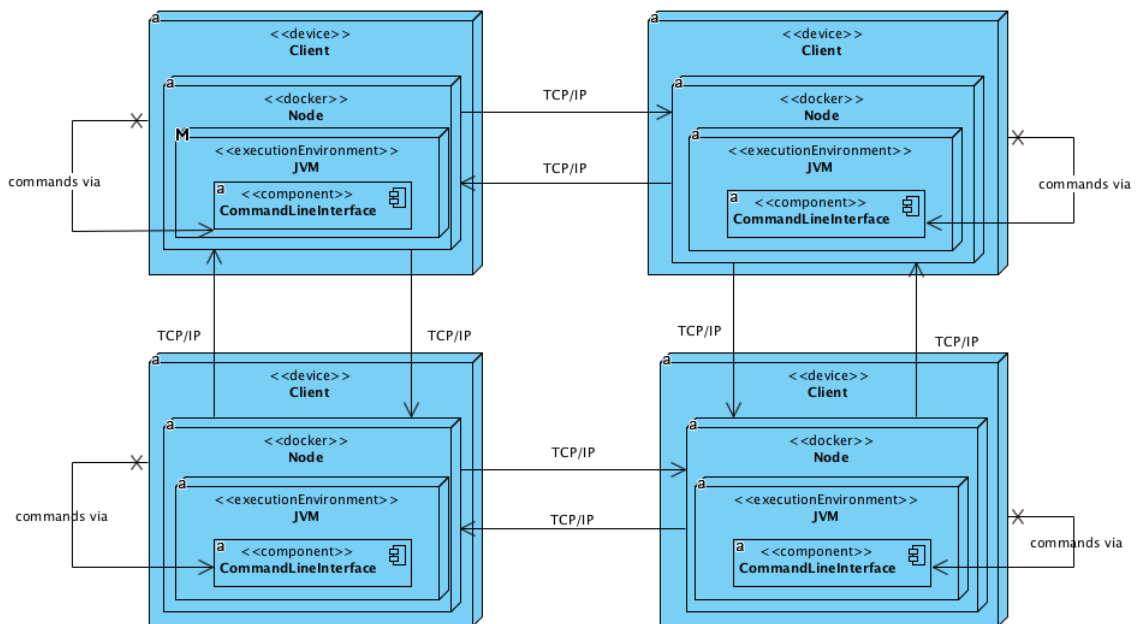 a
<<device>>
Client
a
<<docker>>
Node
M
<<executionEnvironment>>
JVM
a
<<component>>
CommandLineInterface
commands via
TCP/IP
TCP/IP
a
<<device>>
Client
a
<<docker>>
Node
a
<<executionEnvironment>>
JVM
a
<<component>>
CommandLineInterface
commands via
TCP/IP
TCP/IP
TCP/IP
TCP/IP
a
<<device>>
Client
a
<<docker>>
Node
a
<<executionEnvironment>>
JVM
a
<<component>>
CommandLineInterface
commands via
TCP/IP
TCP/IP
a
<<device>>
Client
a
<<docker>>
Node
a
<<executionEnvironment>>
JVM
a
<<component>>
CommandLineInterface
commands via